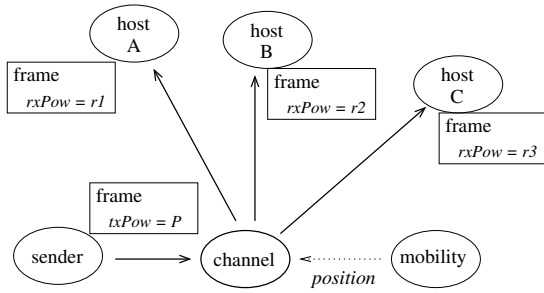 host
A
host
B
host
C
frame
rxPow = r1
frame
rxPow = r2
frame
rxPow = r3
frame
txPow = P
sender
channel
mobility
position